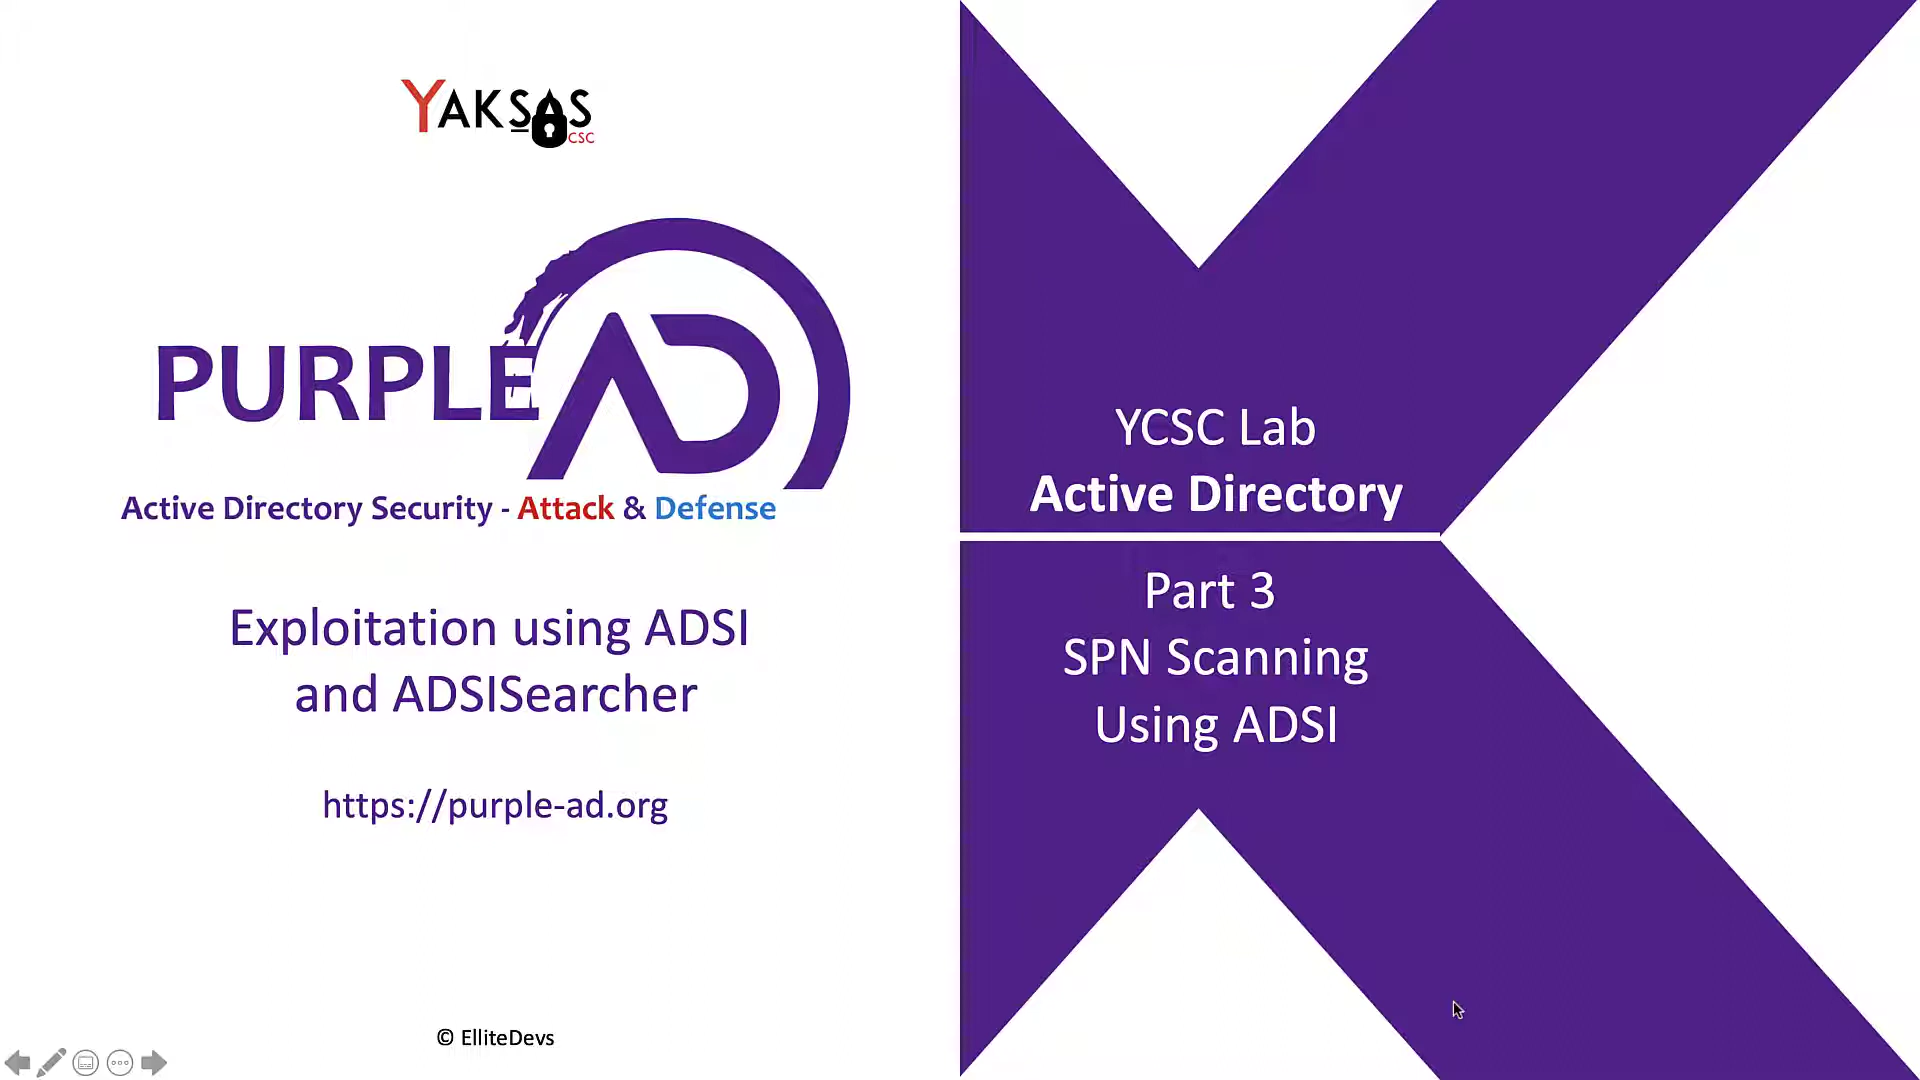 YAKSAS
CSC
PURPLE AD
Active Directory Security - Attack & Defense
Exploitation using ADSI
and ADSISearcher
https://purple-ad.org
© ElliteDevs
YCSC Lab
Active Directory
Part 3
SPN Scanning
Using ADSI